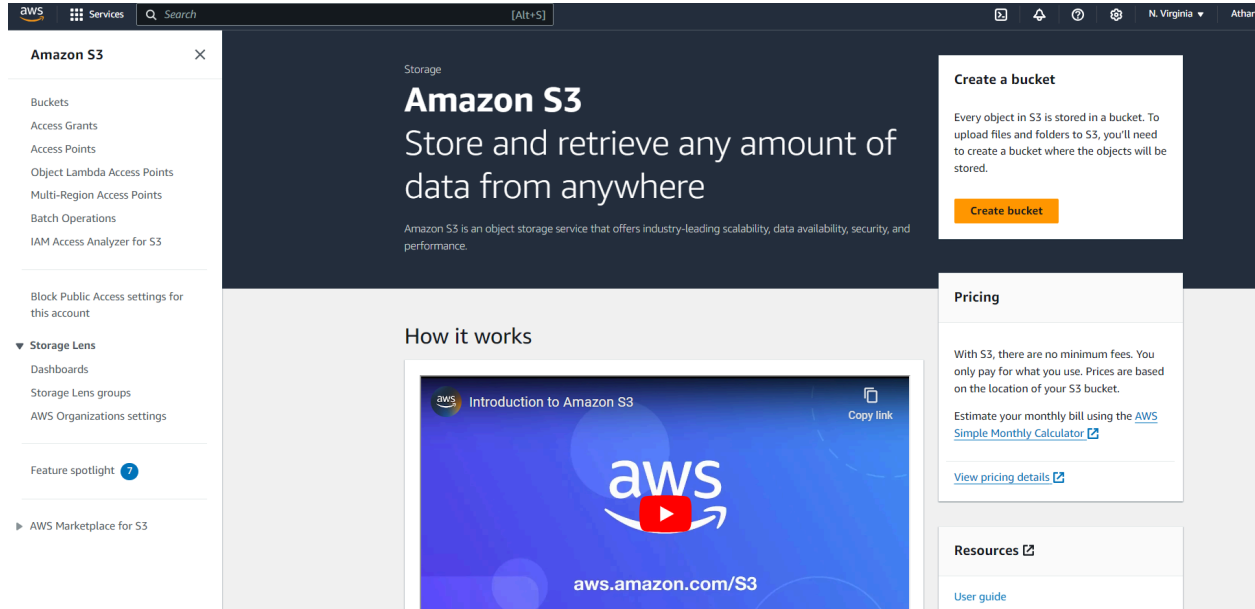 aws
Services
Search
[Alt+S]
N. Virginia
Athar
Amazon S3
Buckets
Access Grants
Access Points
Object Lambda Access Points
Multi-Region Access Points
Batch Operations
IAM Access Analyzer for S3
Block Public Access settings for
this account
Storage Lens
Dashboards
Storage Lens groups
AWS Organizations settings
Feature spotlight 7
AWS Marketplace for S3
Storage
Amazon S3
Store and retrieve any amount of
data from anywhere
Amazon S3 is an object storage service that offers industry-leading scalability, data availability, security, and
performance.
How it works
aws
Introduction to Amazon S3
Copy link
aws
aws.amazon.com/S3
Create a bucket
Every object in S3 is stored in a bucket. To
upload files and folders to S3, you'll need
to create a bucket where the objects will be
stored.
Create bucket
Pricing
With S3, there are no minimum fees. You
only pay for what you use. Prices are based
on the location of your S3 bucket.
Estimate your monthly bill using the AWS
Simple Monthly Calculator
View pricing details
Resources
User guide